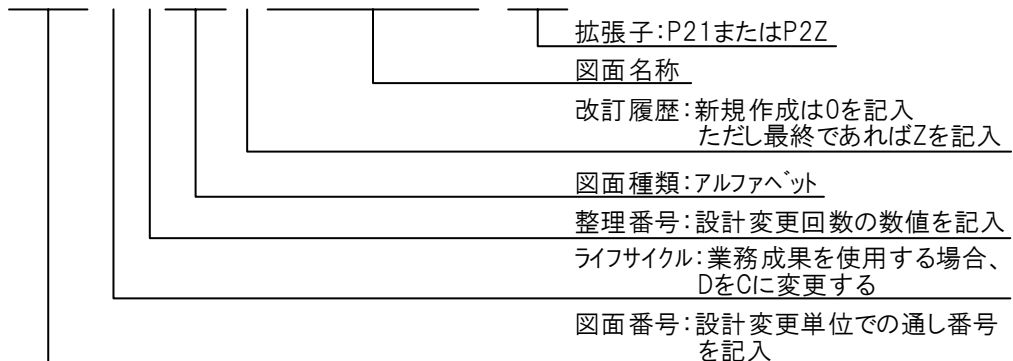 拡張子：P21またはP2Z
図面名称
改訂履歴：新規作成は0を記入
ただし最終であればZを記入
図面種類：アルファベット
整理番号：設計変更回数の数値を記入
ライフサイクル：業務成果を使用する場合、
DをCに変更する
図面番号：設計変更単位での通し番号
を記入